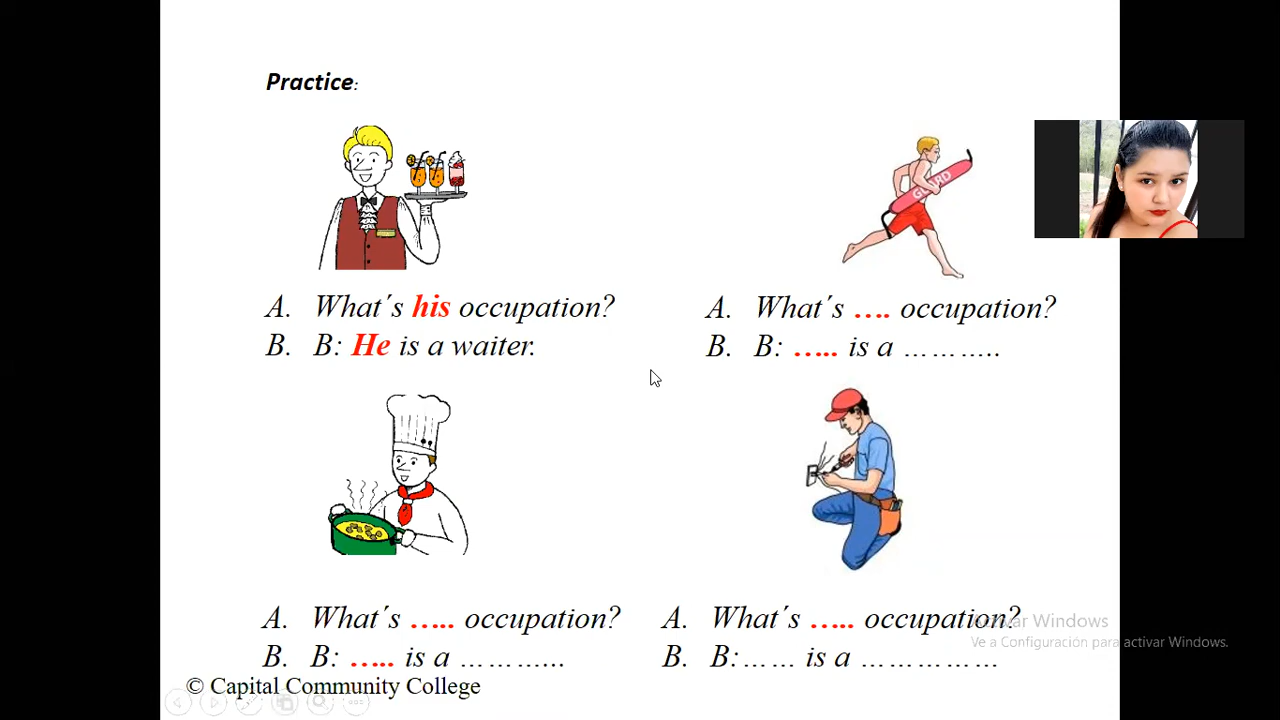 Practice:
GUARD
A. What´s his occupation?
B. B: He is a waiter.
A. What´s …. occupation?
B. B: ….. is a ………..
A. What´s ….. occupation?
B. B: ….. is a ………...
A. What´s ….. occupation?
B. B:…… is a ……………
Activar Windows
Ve a Configuración para activar Windows.
© Capital Community College